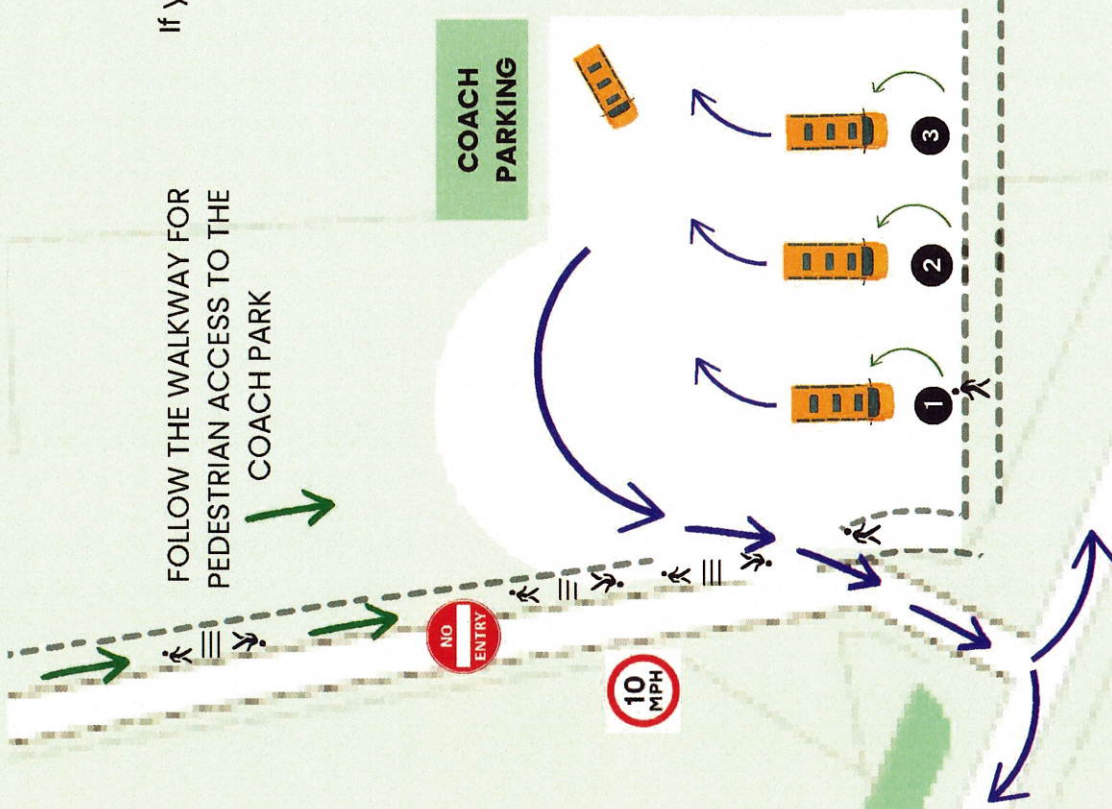 If y
FOLLOW THE WALKWAY FOR
PEDESTRIAN ACCESS TO THE
COACH PARK
COACH
PARKING
NO
ENTRY
10
MPH
1
2
3